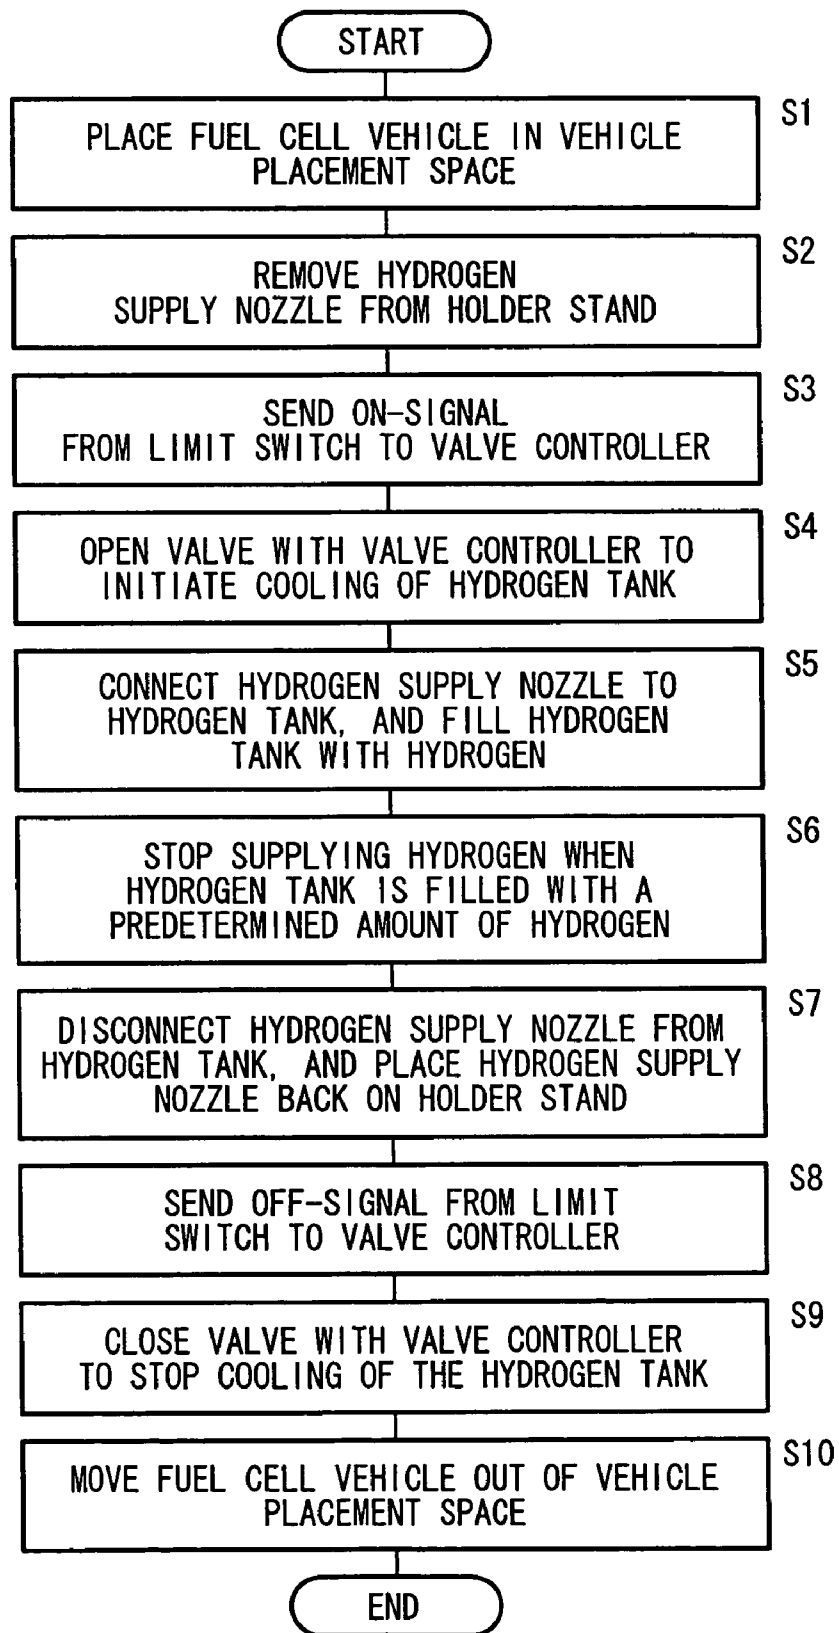 START
S1
PLACE FUEL CELL VEHICLE IN VEHICLE
PLACEMENT SPACE
S2
REMOVE HYDROGEN
SUPPLY NOZZLE FROM HOLDER STAND
S3
SEND ON-SIGNAL
FROM LIMIT SWITCH TO VALVE CONTROLLER
S4
OPEN VALVE WITH VALVE CONTROLLER TO
INITIATE COOLING OF HYDROGEN TANK
S5
CONNECT HYDROGEN SUPPLY NOZZLE TO
HYDROGEN TANK, AND FILL HYDROGEN
TANK WITH HYDROGEN
S6
STOP SUPPLYING HYDROGEN WHEN
HYDROGEN TANK IS FILLED WITH A
PREDETERMINED AMOUNT OF HYDROGEN
S7
DISCONNECT HYDROGEN SUPPLY NOZZLE FROM
HYDROGEN TANK, AND PLACE HYDROGEN SUPPLY
NOZZLE BACK ON HOLDER STAND
S8
SEND OFF-SIGNAL FROM LIMIT
SWITCH TO VALVE CONTROLLER
S9
CLOSE VALVE WITH VALVE CONTROLLER
TO STOP COOLING OF THE HYDROGEN TANK
S10
MOVE FUEL CELL VEHICLE OUT OF VEHICLE
PLACEMENT SPACE
END